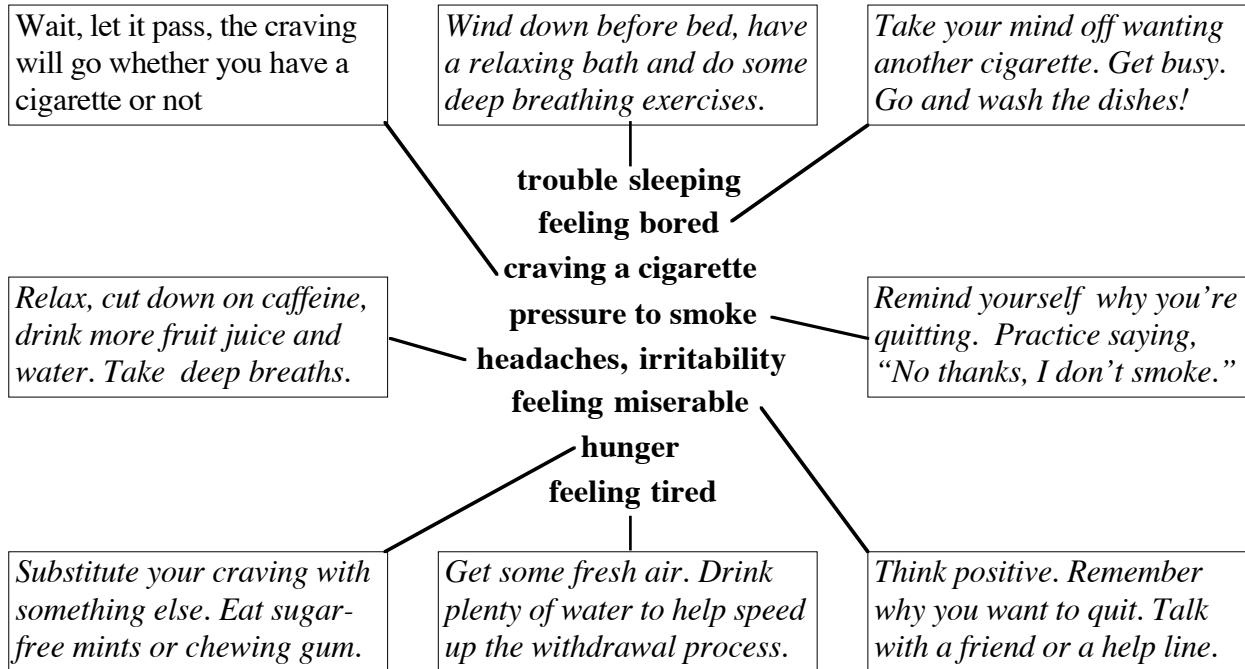 Wait, let it pass, the craving
will go whether you have a
cigarette or not
Wind down before bed, have
a relaxing bath and do some
deep breathing exercises.
Take your mind off wanting
another cigarette. Get busy.
Go and wash the dishes!
trouble sleeping
feeling bored
craving a cigarette
pressure to smoke
headaches, irritability
feeling miserable
hunger
feeling tired
Relax, cut down on caffeine,
drink more fruit juice and
water. Take deep breaths.
Remind yourself why you're
quitting. Practice saying,
“No thanks, I don't smoke.”
Substitute your craving with
something else. Eat sugar-
free mints or chewing gum.
Get some fresh air. Drink
plenty of water to help speed
up the withdrawal process.
Think positive. Remember
why you want to quit. Talk
with a friend or a help line.